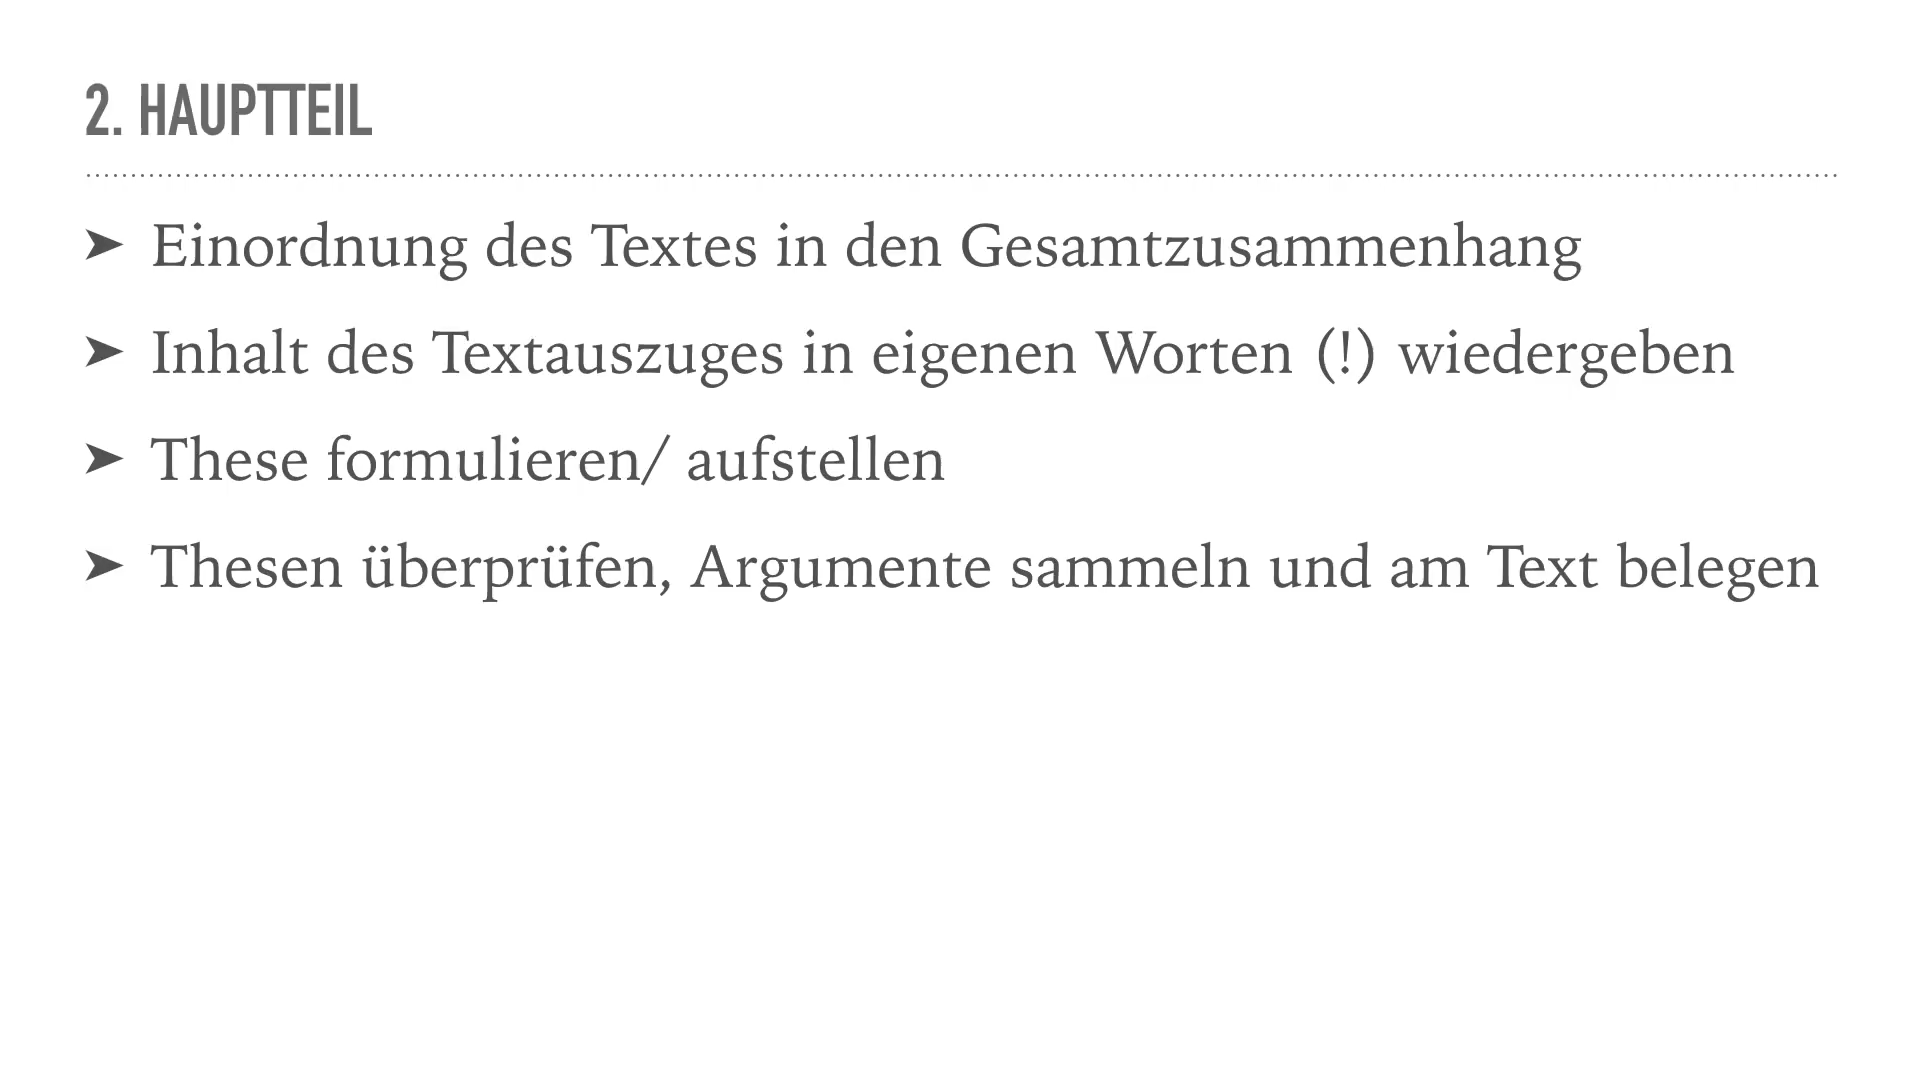 2. HAUPTTEIL
➤ Einordnung des Textes in den Gesamtzusammenhang
➤ Inhalt des Textauszuges in eigenen Worten (!) wiedergeben
➤ These formulieren/ aufstellen
➤ Thesen überprüfen, Argumente sammeln und am Text belegen